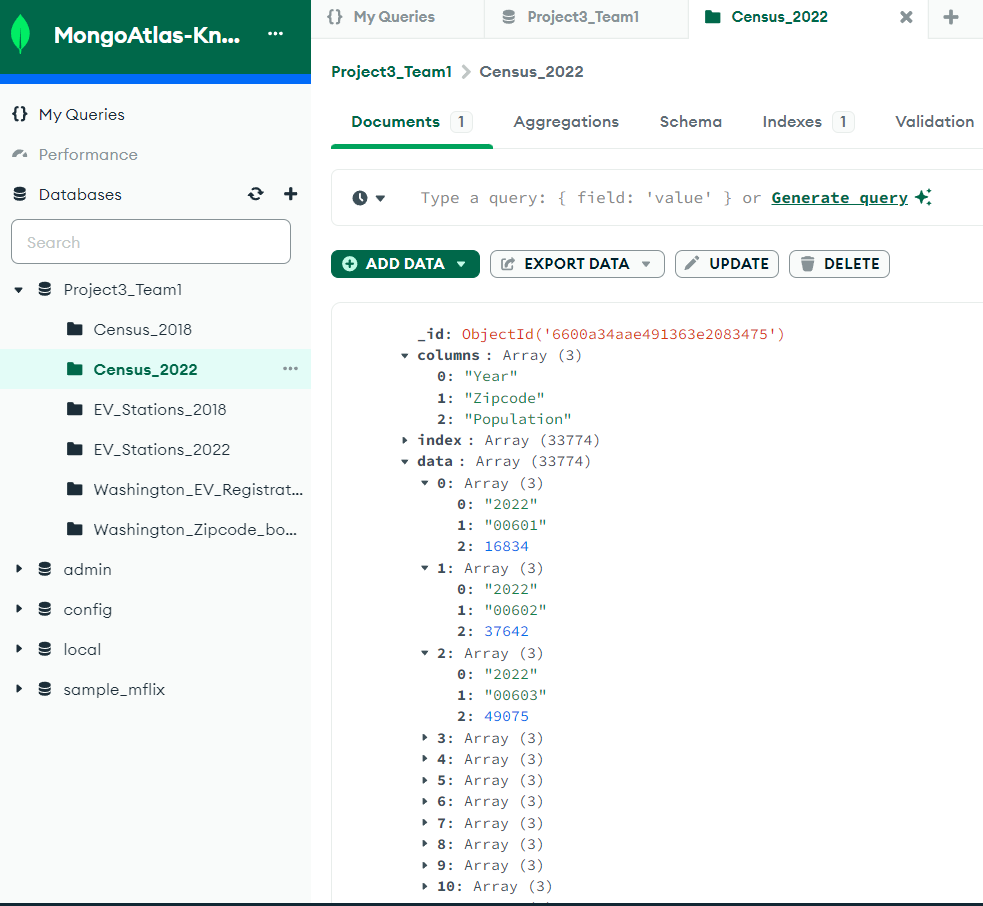 MongoAtlas-Kn...
My Queries
Performance
Databases
Search
Project3_Team1
Census_2018
Census_2022
EV_Stations_2018
EV_Stations_2022
Washington_EV_Registrat...
Washington_Zipcode_bo...
admin
config
local
sample_mflix
{} My Queries
Project3_Team1
Census_2022
Project3_Team1 > Census_2022
Documents 1 Aggregations Schema Indexes 1 Validation
Type a query: { field: 'value' } or Generate query
ADD DATA EXPORT DATA UPDATE DELETE
_id: ObjectId('6600a34aae491363e2083475')
columns : Array (3)
0: "Year"
1: "Zipcode"
2: "Population"
index : Array (33774)
data : Array (33774)
0: Array (3)
0: "2022"
1: "00601"
2: 16834
1: Array (3)
0: "2022"
1: "00602"
2: 37642
2: Array (3)
0: "2022"
1: "00603"
2: 49075
3: Array (3)
4: Array (3)
5: Array (3)
6: Array (3)
7: Array (3)
8: Array (3)
9: Array (3)
10: Array (3)